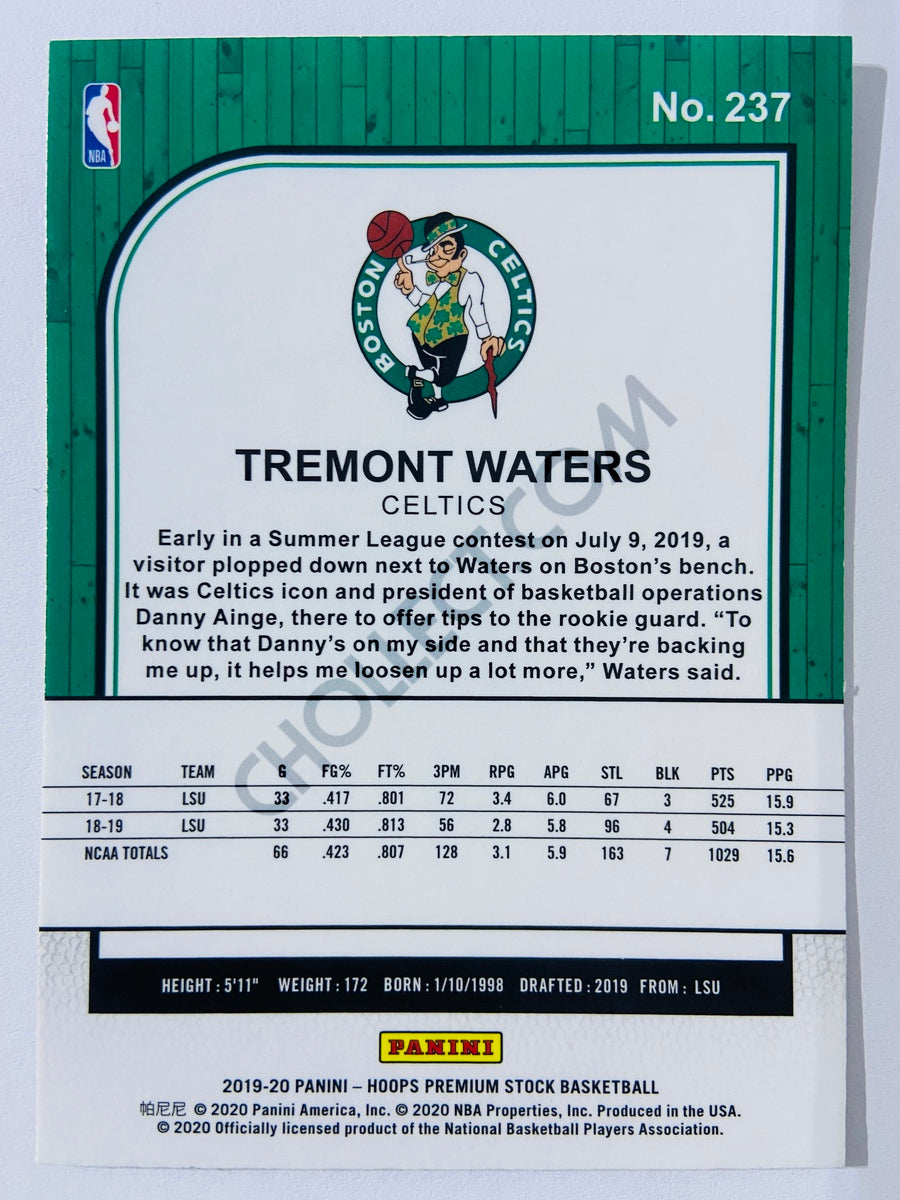 No. 237
NBA
BOSTON CELTICS
TREMONT WATERS
CELTICS
Early in a Summer League contest on July 9, 2019, a
visitor plopped down next to Waters on Boston's bench.
It was Celtics icon and president of basketball operations
Danny Ainge, there to offer tips to the rookie guard. “To
know that Danny's on my side and that they're backing
me up, it helps me loosen up a lot more,” Waters said.
CHOLLECT.COM
SEASON TEAM G FG% FT% 3PM RPG APG STL BLK PTS PPG
17-18 LSU 33 .417 .801 72 3.4 6.0 67 3 525 15.9
18-19 LSU 33 .430 .813 56 2.8 5.8 96 4 504 15.3
NCAA TOTALS 66 .423 .807 128 3.1 5.9 163 7 1029 15.6
HEIGHT: 5'11" WEIGHT: 172 BORN: 1/10/1998 DRAFTED: 2019 FROM: LSU
PANINI
2019-20 PANINI – HOOPS PREMIUM STOCK BASKETBALL
帕尼尼 © 2020 Panini America, Inc. © 2020 NBA Properties, Inc. Produced in the USA.
© 2020 Officially licensed product of the National Basketball Players Association.